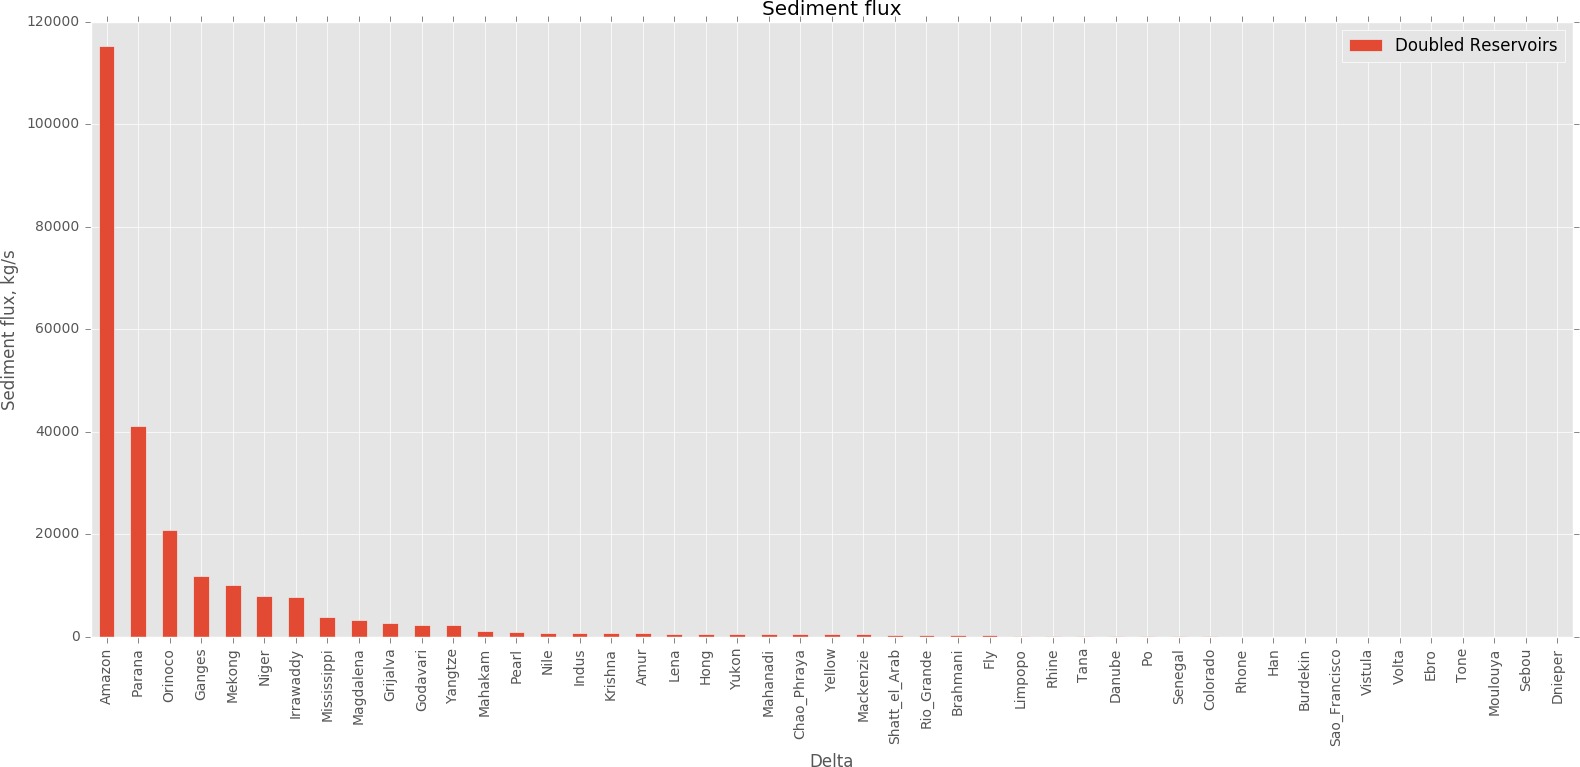 Sediment flux
Doubled Reservoirs
Sediment flux, kg/s
120000
100000
80000
60000
40000
20000
0
Amazon
Parana
Orinoco
Ganges
Mekong
Niger
Irrawaddy
Mississippi
Magdalena
Grijalva
Godavari
Yangtze
Mahakam
Pearl
Nile
Indus
Krishna
Amur
Lena
Hong
Yukon
Mahanadi
Chao_Phraya
Yellow
Mackenzie
Shatt_el_Arab
Rio_Grande
Brahmani
Fly
Limpopo
Rhine
Tana
Danube
Po
Senegal
Colorado
Rhone
Han
Burdekin
Sao_Francisco
Vistula
Volta
Ebro
Tone
Moulouya
Sebou
Dnieper
Delta